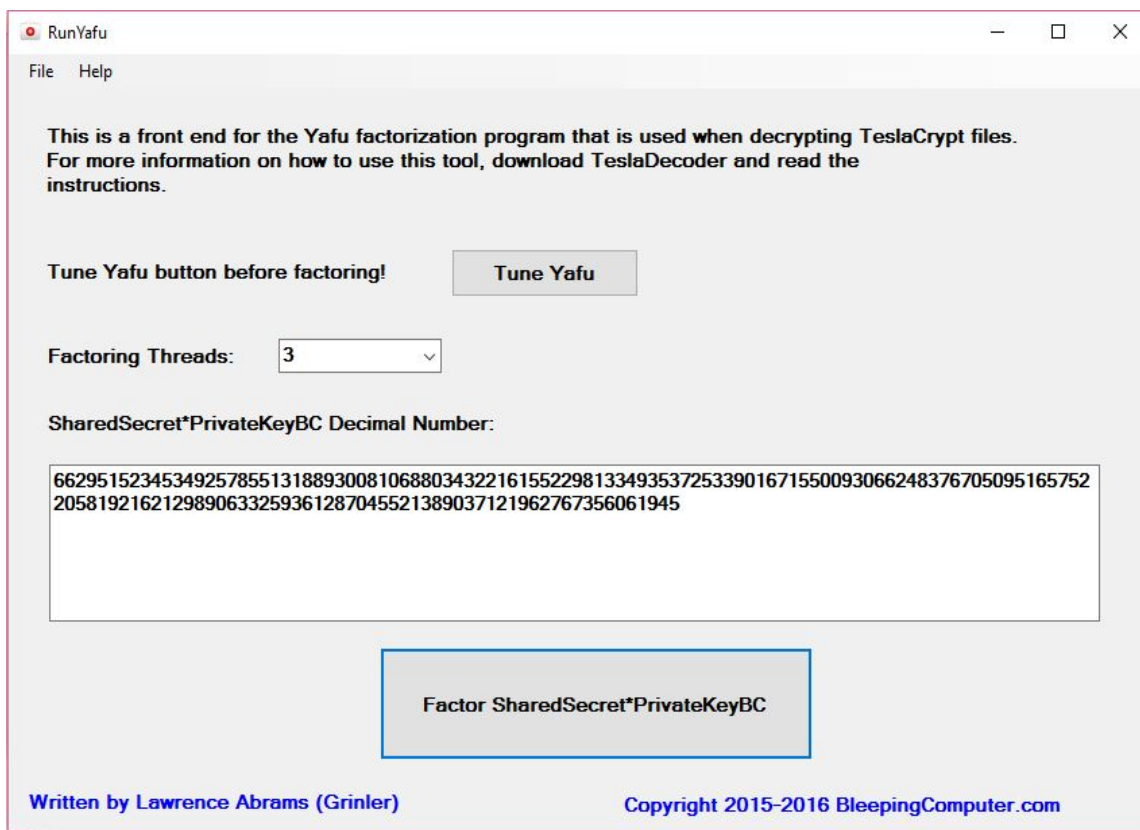 RunYafu
File Help
This is a front end for the Yafu factorization program that is used when decrypting TeslaCrypt files.
For more information on how to use this tool, download TeslaDecoder and read the
instructions.
Tune Yafu button before factoring! Tune Yafu
Factoring Threads: 3
SharedSecret*PrivateKeyBC Decimal Number:
6629515234534925785513188930081068803432216155229813349353725339016715500930662483767050951657522
2058192162129890633259361287045521389037121962767356061945
Factor SharedSecret*PrivateKeyBC
Written by Lawrence Abrams (Grinler) Copyright 2015-2016 BleepingComputer.com